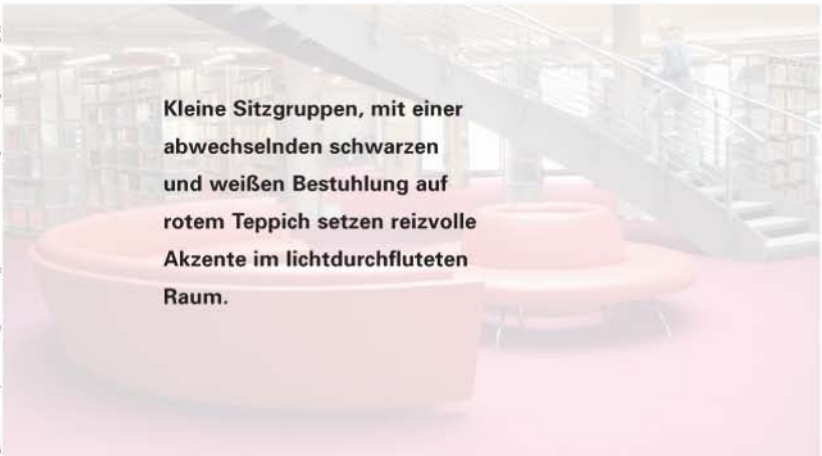 Kleine Sitzgruppen, mit einer
abwechselnden schwarzen
und weißen Bestuhlung auf
rotem Teppich setzen reizvolle
Akzente im lichtdurchfluteten
Raum.